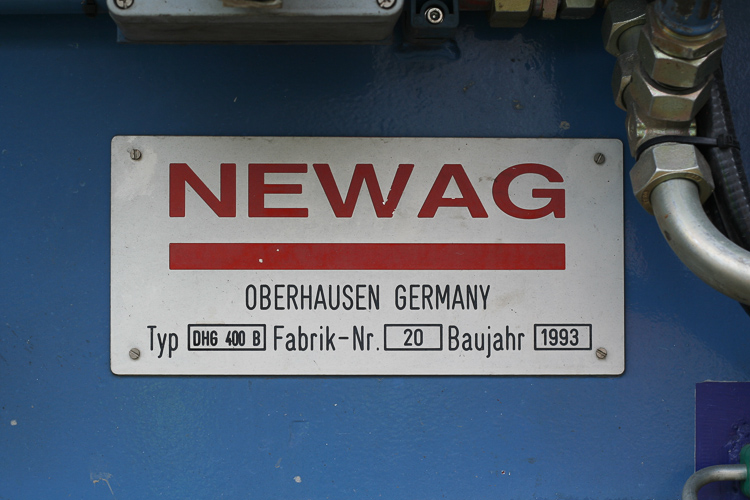 NEWAG
OBERHAUSEN GERMANY
Typ DHG 400 B Fabrik-Nr. 20 Baujahr 1993